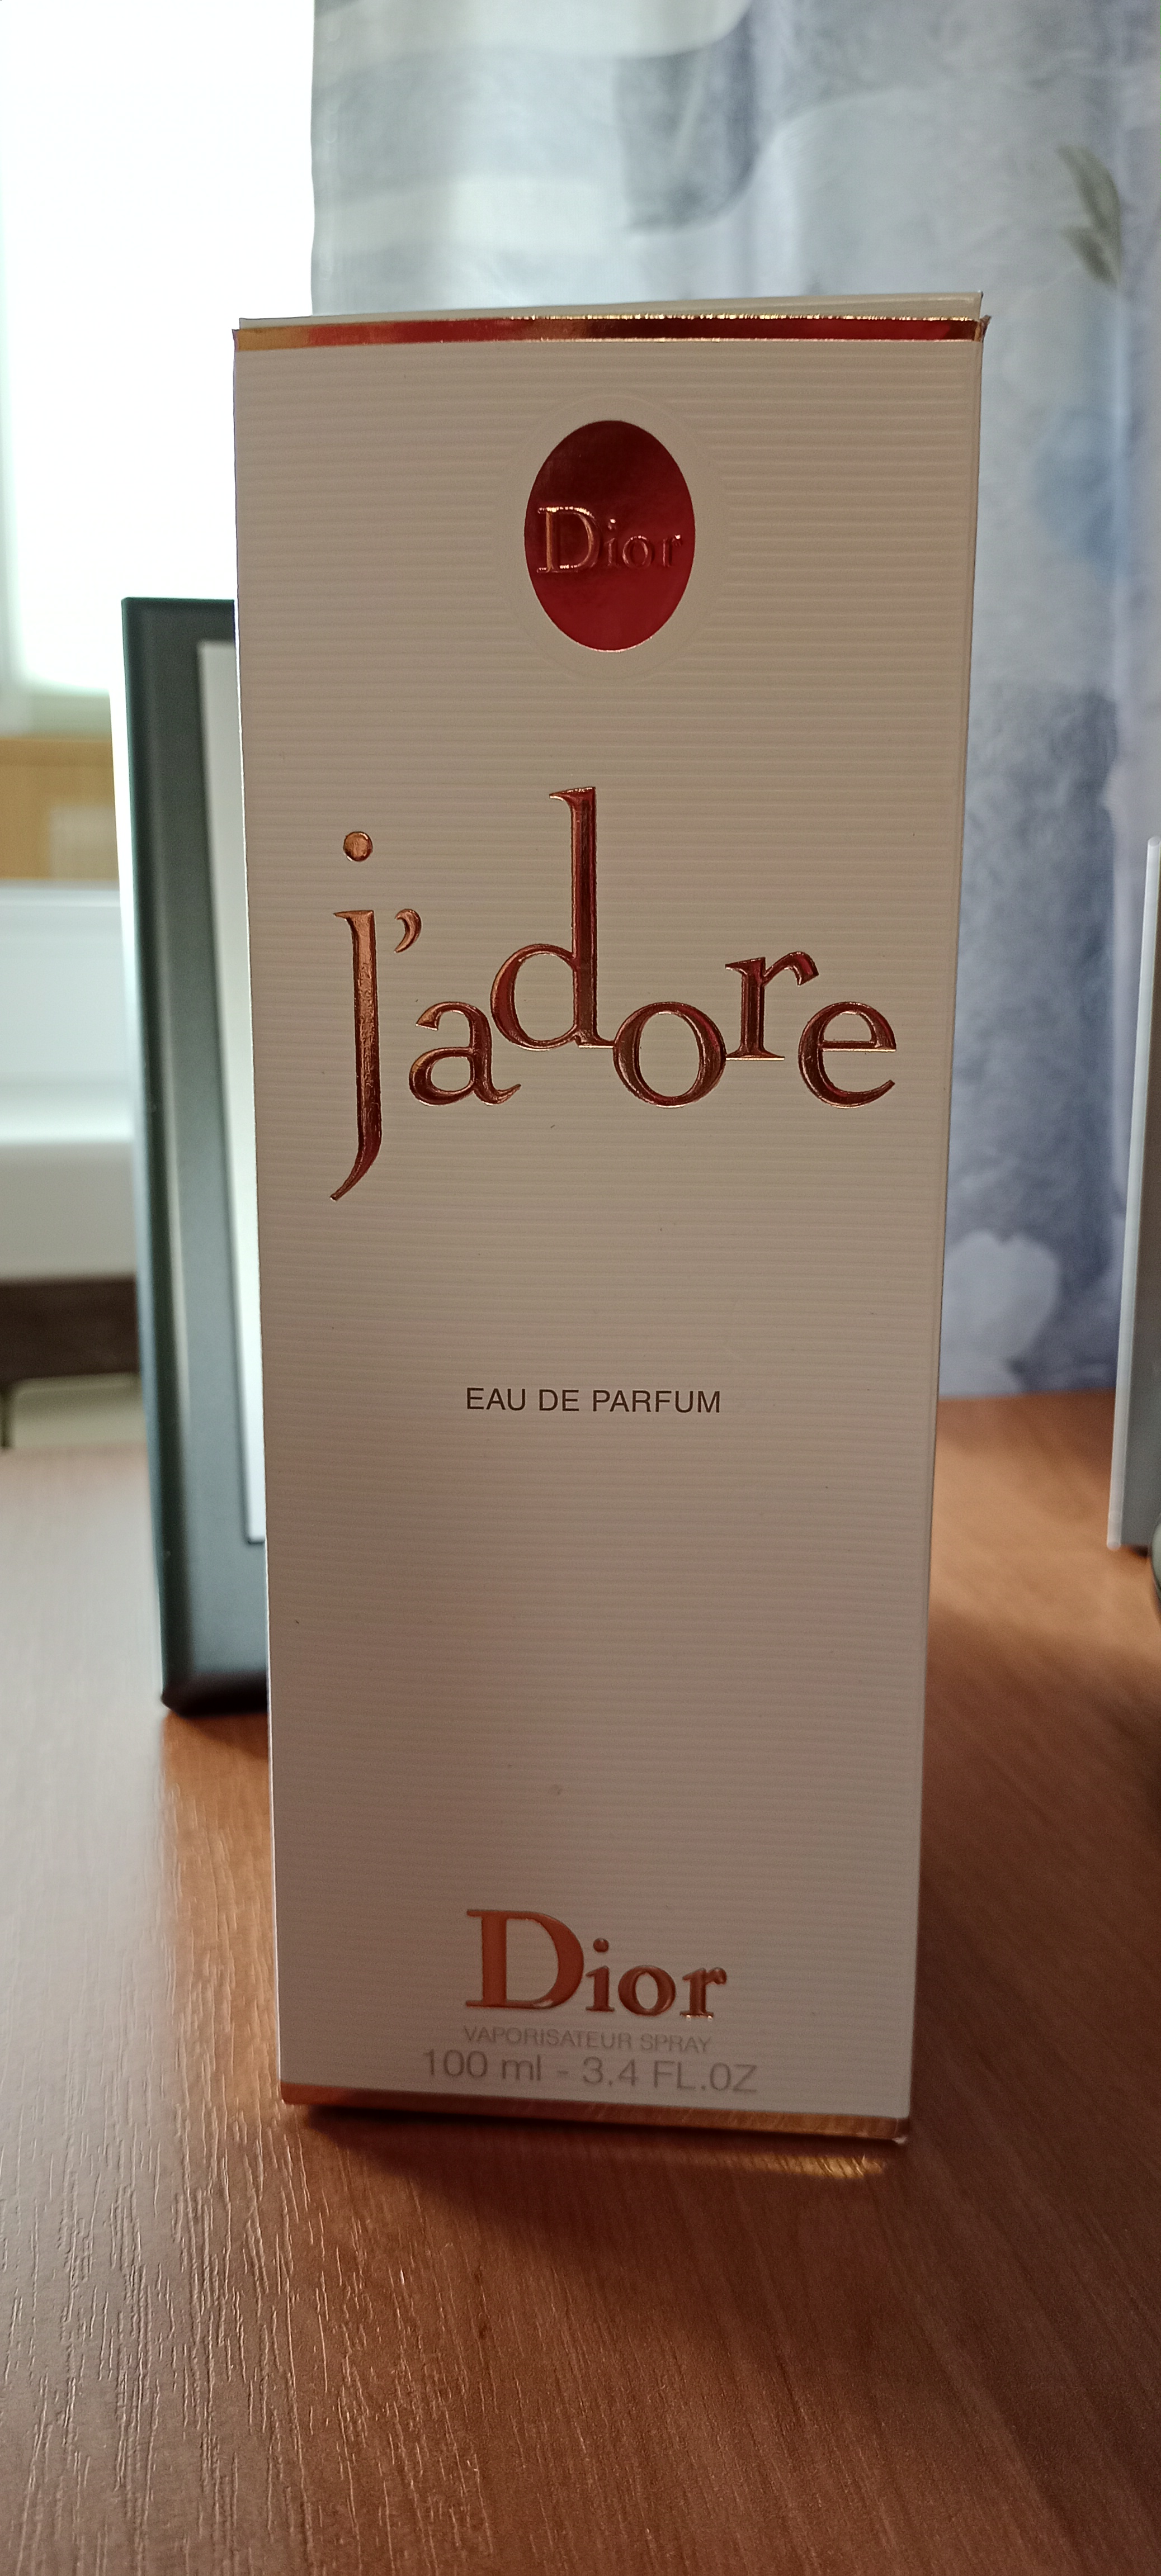 Dior
j'adore
EAU DE PARFUM
Dior
VAPORISATEUR SPRAY
100 ml - 3.4 FL.OZ